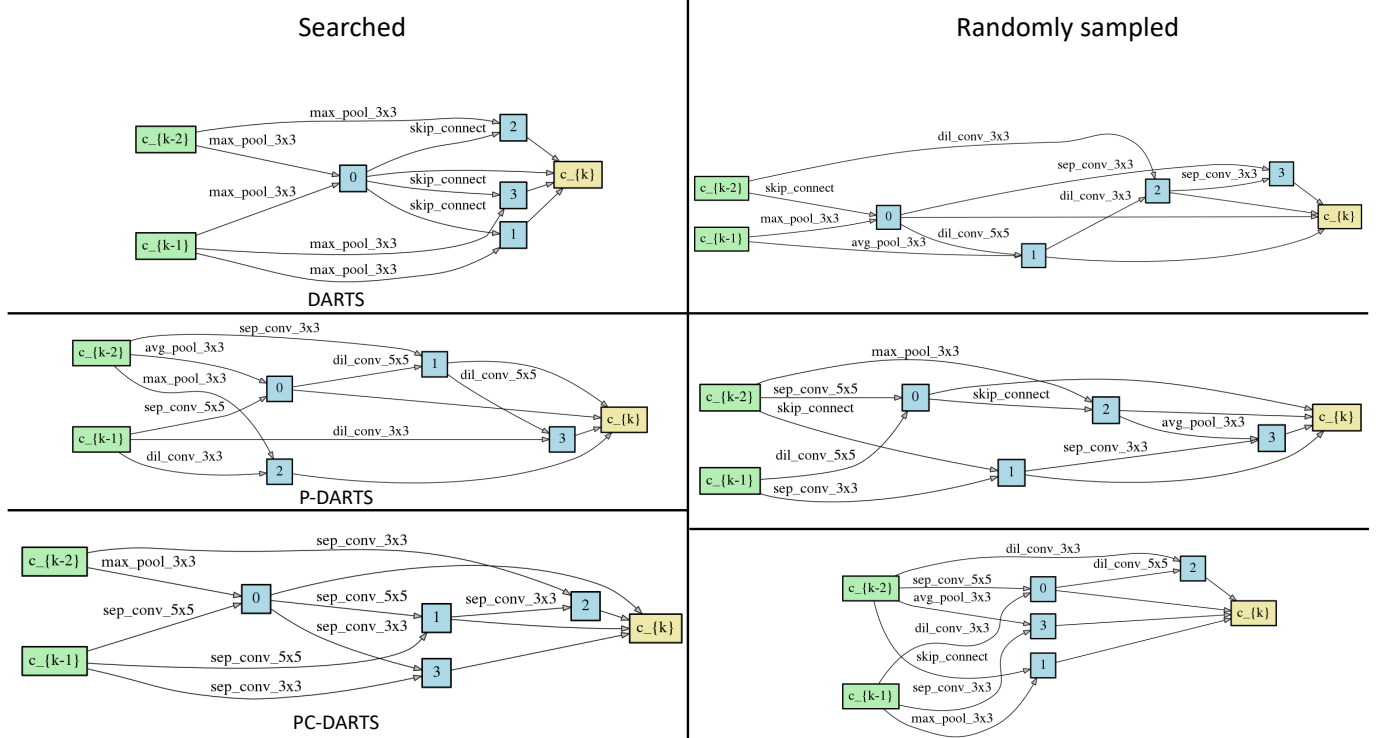 Searched
Randomly sampled
max_pool_3x3
skip_connect
2
c_{k-2}
max_pool_3x3
0
c_{k}
skip_connect
max_pool_3x3
3
skip_connect
1
c_{k-1}
max_pool_3x3
max_pool_3x3
DARTS
dil_conv_3x3
sep_conv_3x3
3
sep_conv_3x3
c_{k-2}
skip_connect
2
dil_conv_3x3
max_pool_3x3
0
c_{k}
c_{k-1}
dil_conv_5x5
avg_pool_3x3
1
sep_conv_3x3
c_{k-2}
avg_pool_3x3
dil_conv_5x5
1
max_pool_3x3
0
dil_conv_5x5
sep_conv_5x5
c_{k}
c_{k-1}
dil_conv_3x3
3
dil_conv_3x3
2
P-DARTS
max_pool_3x3
c_{k-2}
sep_conv_5x5
0
skip_connect
skip_connect
2
c_{k}
avg_pool_3x3
3
dil_conv_5x5
sep_conv_3x3
c_{k-1}
1
sep_conv_3x3
sep_conv_3x3
c_{k-2}
max_pool_3x3
0
sep_conv_5x5
sep_conv_3x3
2
sep_conv_5x5
1
sep_conv_3x3
c_{k}
c_{k-1}
sep_conv_5x5
3
sep_conv_3x3
PC-DARTS
dil_conv_3x3
dil_conv_5x5
2
c_{k-2}
sep_conv_5x5
0
avg_pool_3x3
c_{k}
3
dil_conv_3x3
skip_connect
1
c_{k-1}
sep_conv_3x3
max_pool_3x3